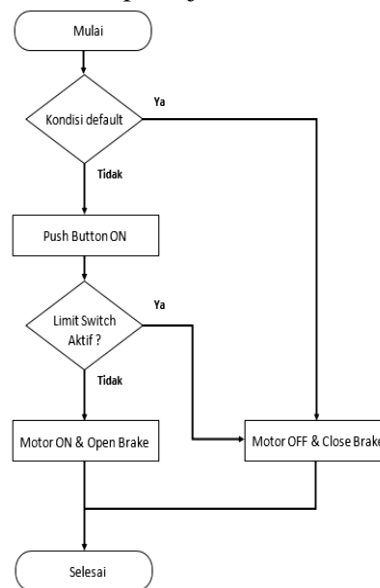 Mulai
Ya
Kondisi default
Tidak
Push Button ON
Ya
Limit Switch
Aktif ?
Tidak
Motor ON & Open Brake
Motor OFF & Close Brake
Selesai